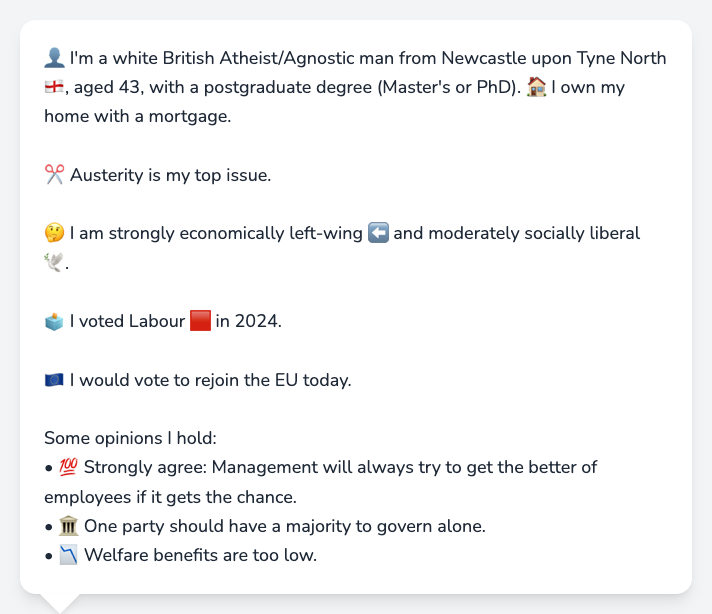 👤 I'm a white British Atheist/Agnostic man from Newcastle upon Tyne North
🏴󠁧󠁢󠁥󠁮󠁧󠁿, aged 43, with a postgraduate degree (Master's or PhD). 🏠 I own my
home with a mortgage.
✂️ Austerity is my top issue.
🤔 I am strongly economically left-wing ⬅️ and moderately socially liberal
🕊️.
🗳️ I voted Labour 🟥 in 2024.
🇪🇺 I would vote to rejoin the EU today.
Some opinions I hold:
• 💯 Strongly agree: Management will always try to get the better of
employees if it gets the chance.
• 🏛️ One party should have a majority to govern alone.
• 📉 Welfare benefits are too low.